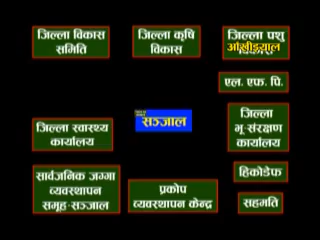 जिल्ला विकास
समिति
जिल्ला कृषि
विकास
जिल्ला पशु
आँखीझ्याल
एल. एफ. पि.
सञ्जाल
जिल्ला
भू-संरक्षण
कार्यालय
जिल्ला स्वास्थ्य
कार्यालय
हिकोडेफ
सार्वजनिक जग्गा
व्यवस्थापन
समूह-सञ्जाल
प्रकोप
व्यवस्थापन केन्द्र
सहमति